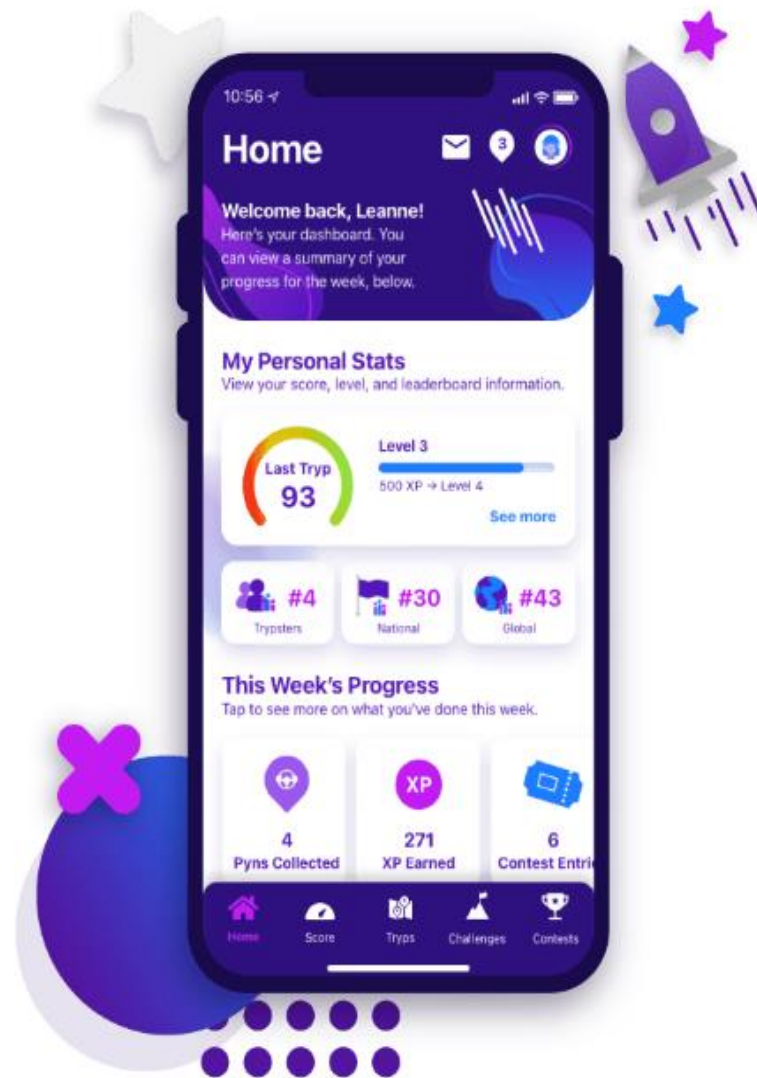 10:56
Home
3
Welcome back, Leanne!
Here's your dashboard. You
can view a summary of your
progress for the week, below.
My Personal Stats
View your score, level, and leaderboard information.
Last Tryp
93
Level 3
500 XP → Level 4
See more
#4
Trypsters
#30
National
#43
Global
This Week's Progress
Tap to see more on what you've done this week.
4
Pyns Collected
XP
271
XP Earned
6
Contest Entri
Home
Score
Tryps
Challenges
Contests